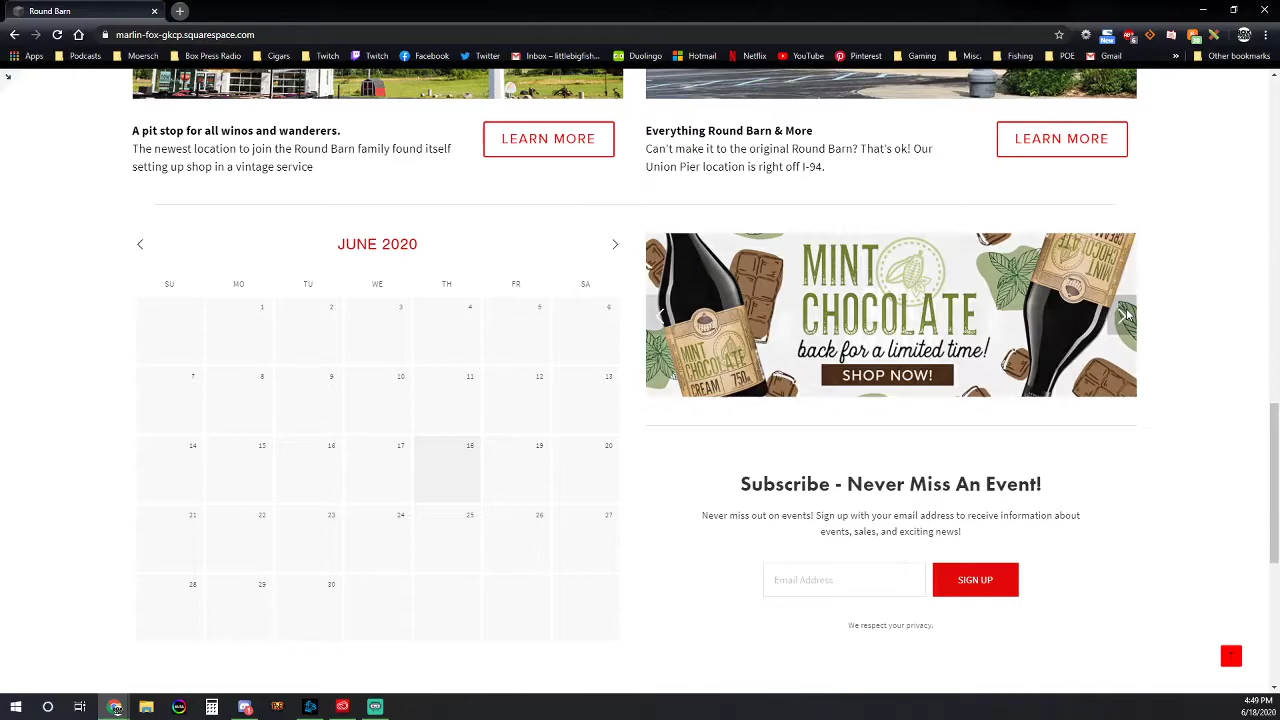 Round Barn
marlin-fox-gkcp.squarespace.com
Apps
Podcasts
Moersch
Cigars
Twitch
Twitch
Facebook
Twitter
Inbox – littlebigfish...
Duolingo
Hotmail
Netflix
YouTube
Pinterest
Gaming
Misc.
Fishing
POE
Gmail
Other bookmarks
New
A pit stop for all winos and wanderers.
The newest location to join the Round Barn family found itself
setting up shop in a vintage service
LEARN MORE
Everything Round Barn & More
Can't make it to the original Round Barn? That's ok! Our
Union Pier location is right off I-94.
LEARN MORE
JUNE 2020
SU MO TU WE TH FR SA
1 2 3 4 5 6
7 8 9 10 11 12 13
14 15 16 17 18 19 20
21 22 23 24 25 26 27
28 29 30
MINT
CHOCOLATE
back for a limited time!
SHOP NOW!
MINT
CHOCOLATE
CREAM 750
Subscribe - Never Miss An Event!
Never miss out on events! Sign up with your email address to receive information about
events, sales, and exciting news!
Email Address
SIGN UP
We respect your privacy.
4:49 PM
6/18/2020